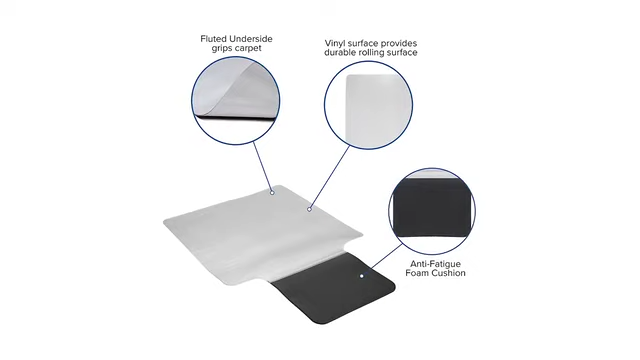 Fluted Underside
grips carpet
Vinyl surface provides
durable rolling surface
Anti-Fatigue
Foam Cushion